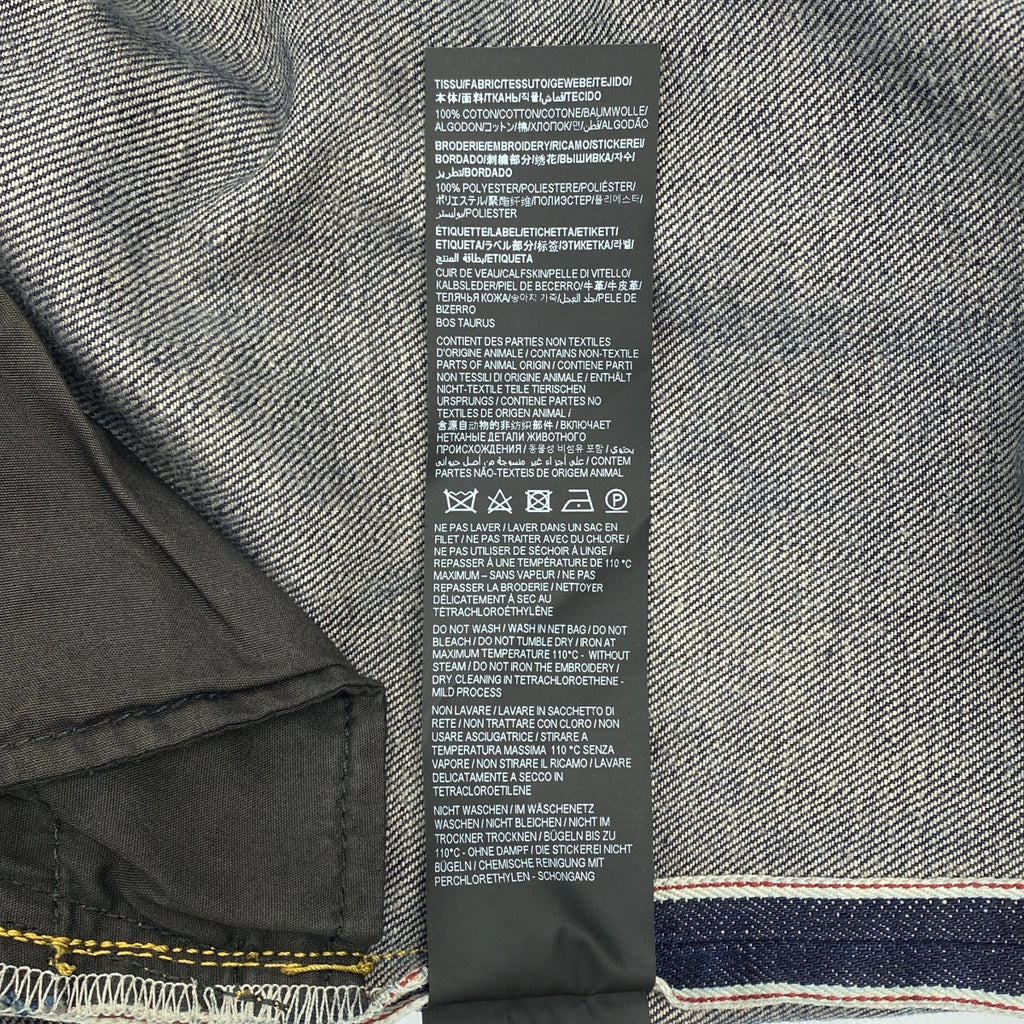 TISSU/FABRIC/TESSUTO/GEWEBE/TEJIDO/
本体/面料/ТКАНЬ/직물/قماش/TECIDO
100% COTON/COTTON/COTONE/BAUMWOLLE/
ALGODON/コットン/棉/ХЛОПОК/면/قطن/ALGODÃO
BRODERIE/EMBROIDERY/RICAMO/STICKEREI/
BORDADO/刺繍部分/绣花/ВЫШИВКА/자수/
تطريز/BORDADO
100% POLYESTER/POLIESTERE/POLIÉSTER/
ポリエステル/聚酯纤维/ПОЛИЭСТЕР/폴리에스터/
بوليستر/POLIESTER
ÉTIQUETTE/LABEL/ETICHETTA/ETIKETT/
ETIQUETA/ラベル部分/标签/ЭТИКЕТКА/라벨/
بطاقة المنتج/ETIQUETA
CUIR DE VEAU/CALFSKIN/PELLE DI VITELLO/
KALBSLEDER/PIEL DE BECERRO/牛革/牛皮革/
ТЕЛЯЧЬЯ КОЖА/송아지 가죽/جلد العجل/PELE DE
BIZERRO
BOS TAURUS
CONTIENT DES PARTIES NON TEXTILES
D'ORIGINE ANIMALE / CONTAINS NON-TEXTILE
PARTS OF ANIMAL ORIGIN / CONTIENE PARTI
NON TESSILI DI ORIGINE ANIMALE / ENTHÄLT
NICHT-TEXTILE TEILE TIERISCHEN
URSPRUNGS / CONTIENE PARTES NO
TEXTILES DE ORIGEN ANIMAL /
含源自动物的非纺织部件 / ВКЛЮЧАЕТ
НЕТКАНЫЕ ДЕТАЛИ ЖИВОТНОГО
ПРОИСХОЖДЕНИЯ / 동물성 비섬유 포함 / يحتوي
على أجزاء غير منسوجة من أصل حيواني / CONTEM
PARTES NÃO-TEXTEIS DE ORIGEM ANIMAL
P
NE PAS LAVER / LAVER DANS UN SAC EN
FILET / NE PAS TRAITER AVEC DU CHLORE /
NE PAS UTILISER DE SÉCHOIR À LINGE /
REPASSER À UNE TEMPÉRATURE DE 110 °C
MAXIMUM – SANS VAPEUR / NE PAS
REPASSER LA BRODERIE / NETTOYER
DÉLICATEMENT À SEC AU
TÉTRACHLOROÉTHYLÈNE
DO NOT WASH / WASH IN NET BAG / DO NOT
BLEACH / DO NOT TUMBLE DRY / IRON AT
MAXIMUM TEMPERATURE 110°C - WITHOUT
STEAM / DO NOT IRON THE EMBROIDERY /
DRY CLEANING IN TETRACHLOROETHENE -
MILD PROCESS
NON LAVARE / LAVARE IN SACCHETTO DI
RETE / NON TRATTARE CON CLORO / NON
USARE ASCIUGATRICE / STIRARE A
TEMPERATURA MASSIMA 110 °C SENZA
VAPORE / NON STIRARE IL RICAMO / LAVARE
DELICATAMENTE A SECCO IN
TETRACLOROETILENE
NICHT WASCHEN / IM WÄSCHENETZ
WASCHEN / NICHT BLEICHEN / NICHT IM
TROCKNER TROCKNEN / BÜGELN BIS ZU
110°C - OHNE DAMPF / DIE STICKEREI NICHT
BÜGELN / CHEMISCHE REINIGUNG MIT
PERCHLORETHYLEN - SCHONGANG